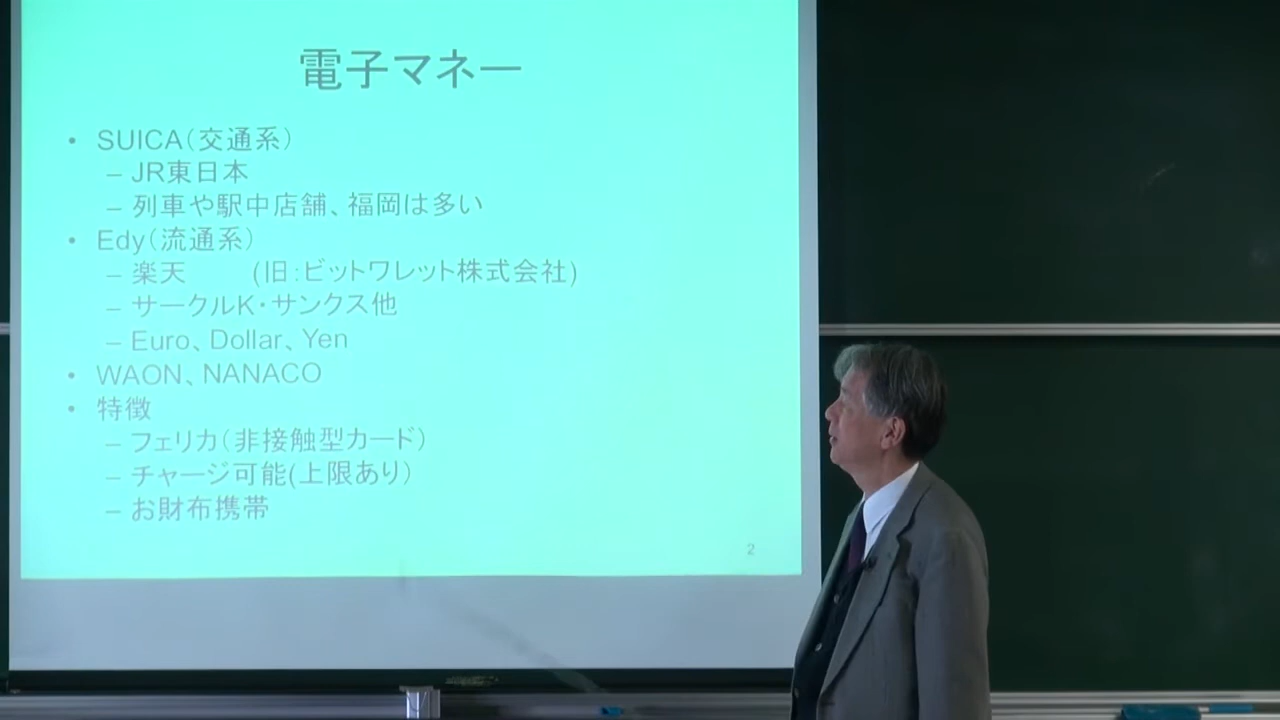 電子マネー
• SUICA(交通系)
– JR東日本
– 列車や駅中店舗、福岡は多い
• Edy(流通系)
– 楽天 (旧:ビットワレット株式会社)
– サークルK・サンクス他
– Euro、Dollar、Yen
• WAON、NANACO
• 特徴
– フェリカ(非接触型カード)
– チャージ可能(上限あり)
– お財布携帯
2